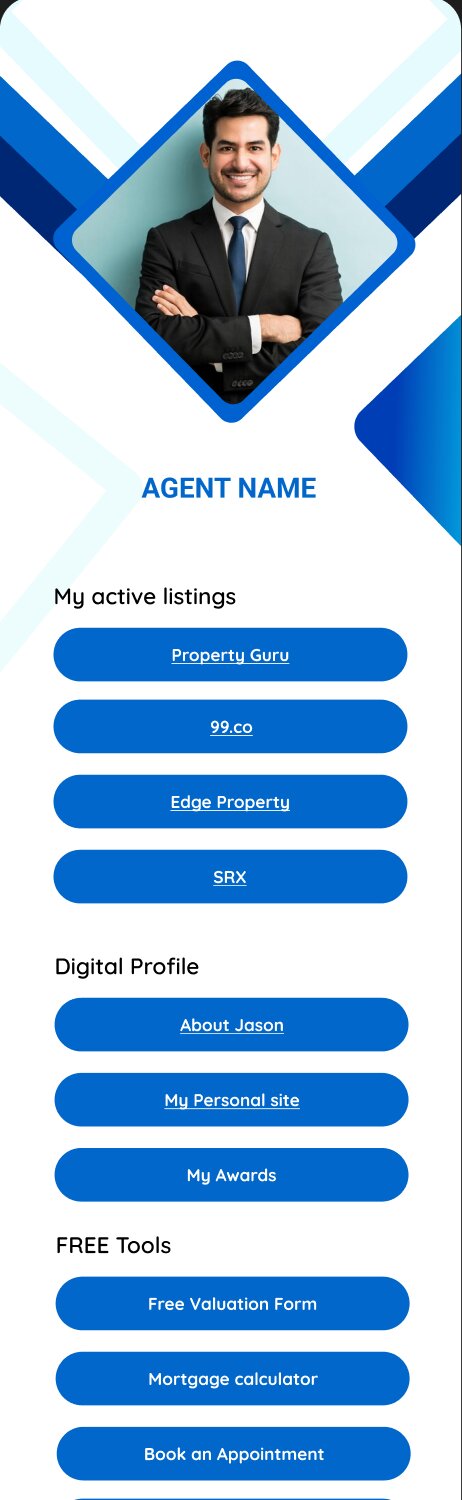 AGENT NAME
My active listings
Property Guru
99.co
Edge Property
SRX
Digital Profile
About Jason
My Personal site
My Awards
FREE Tools
Free Valuation Form
Mortgage calculator
Book an Appointment